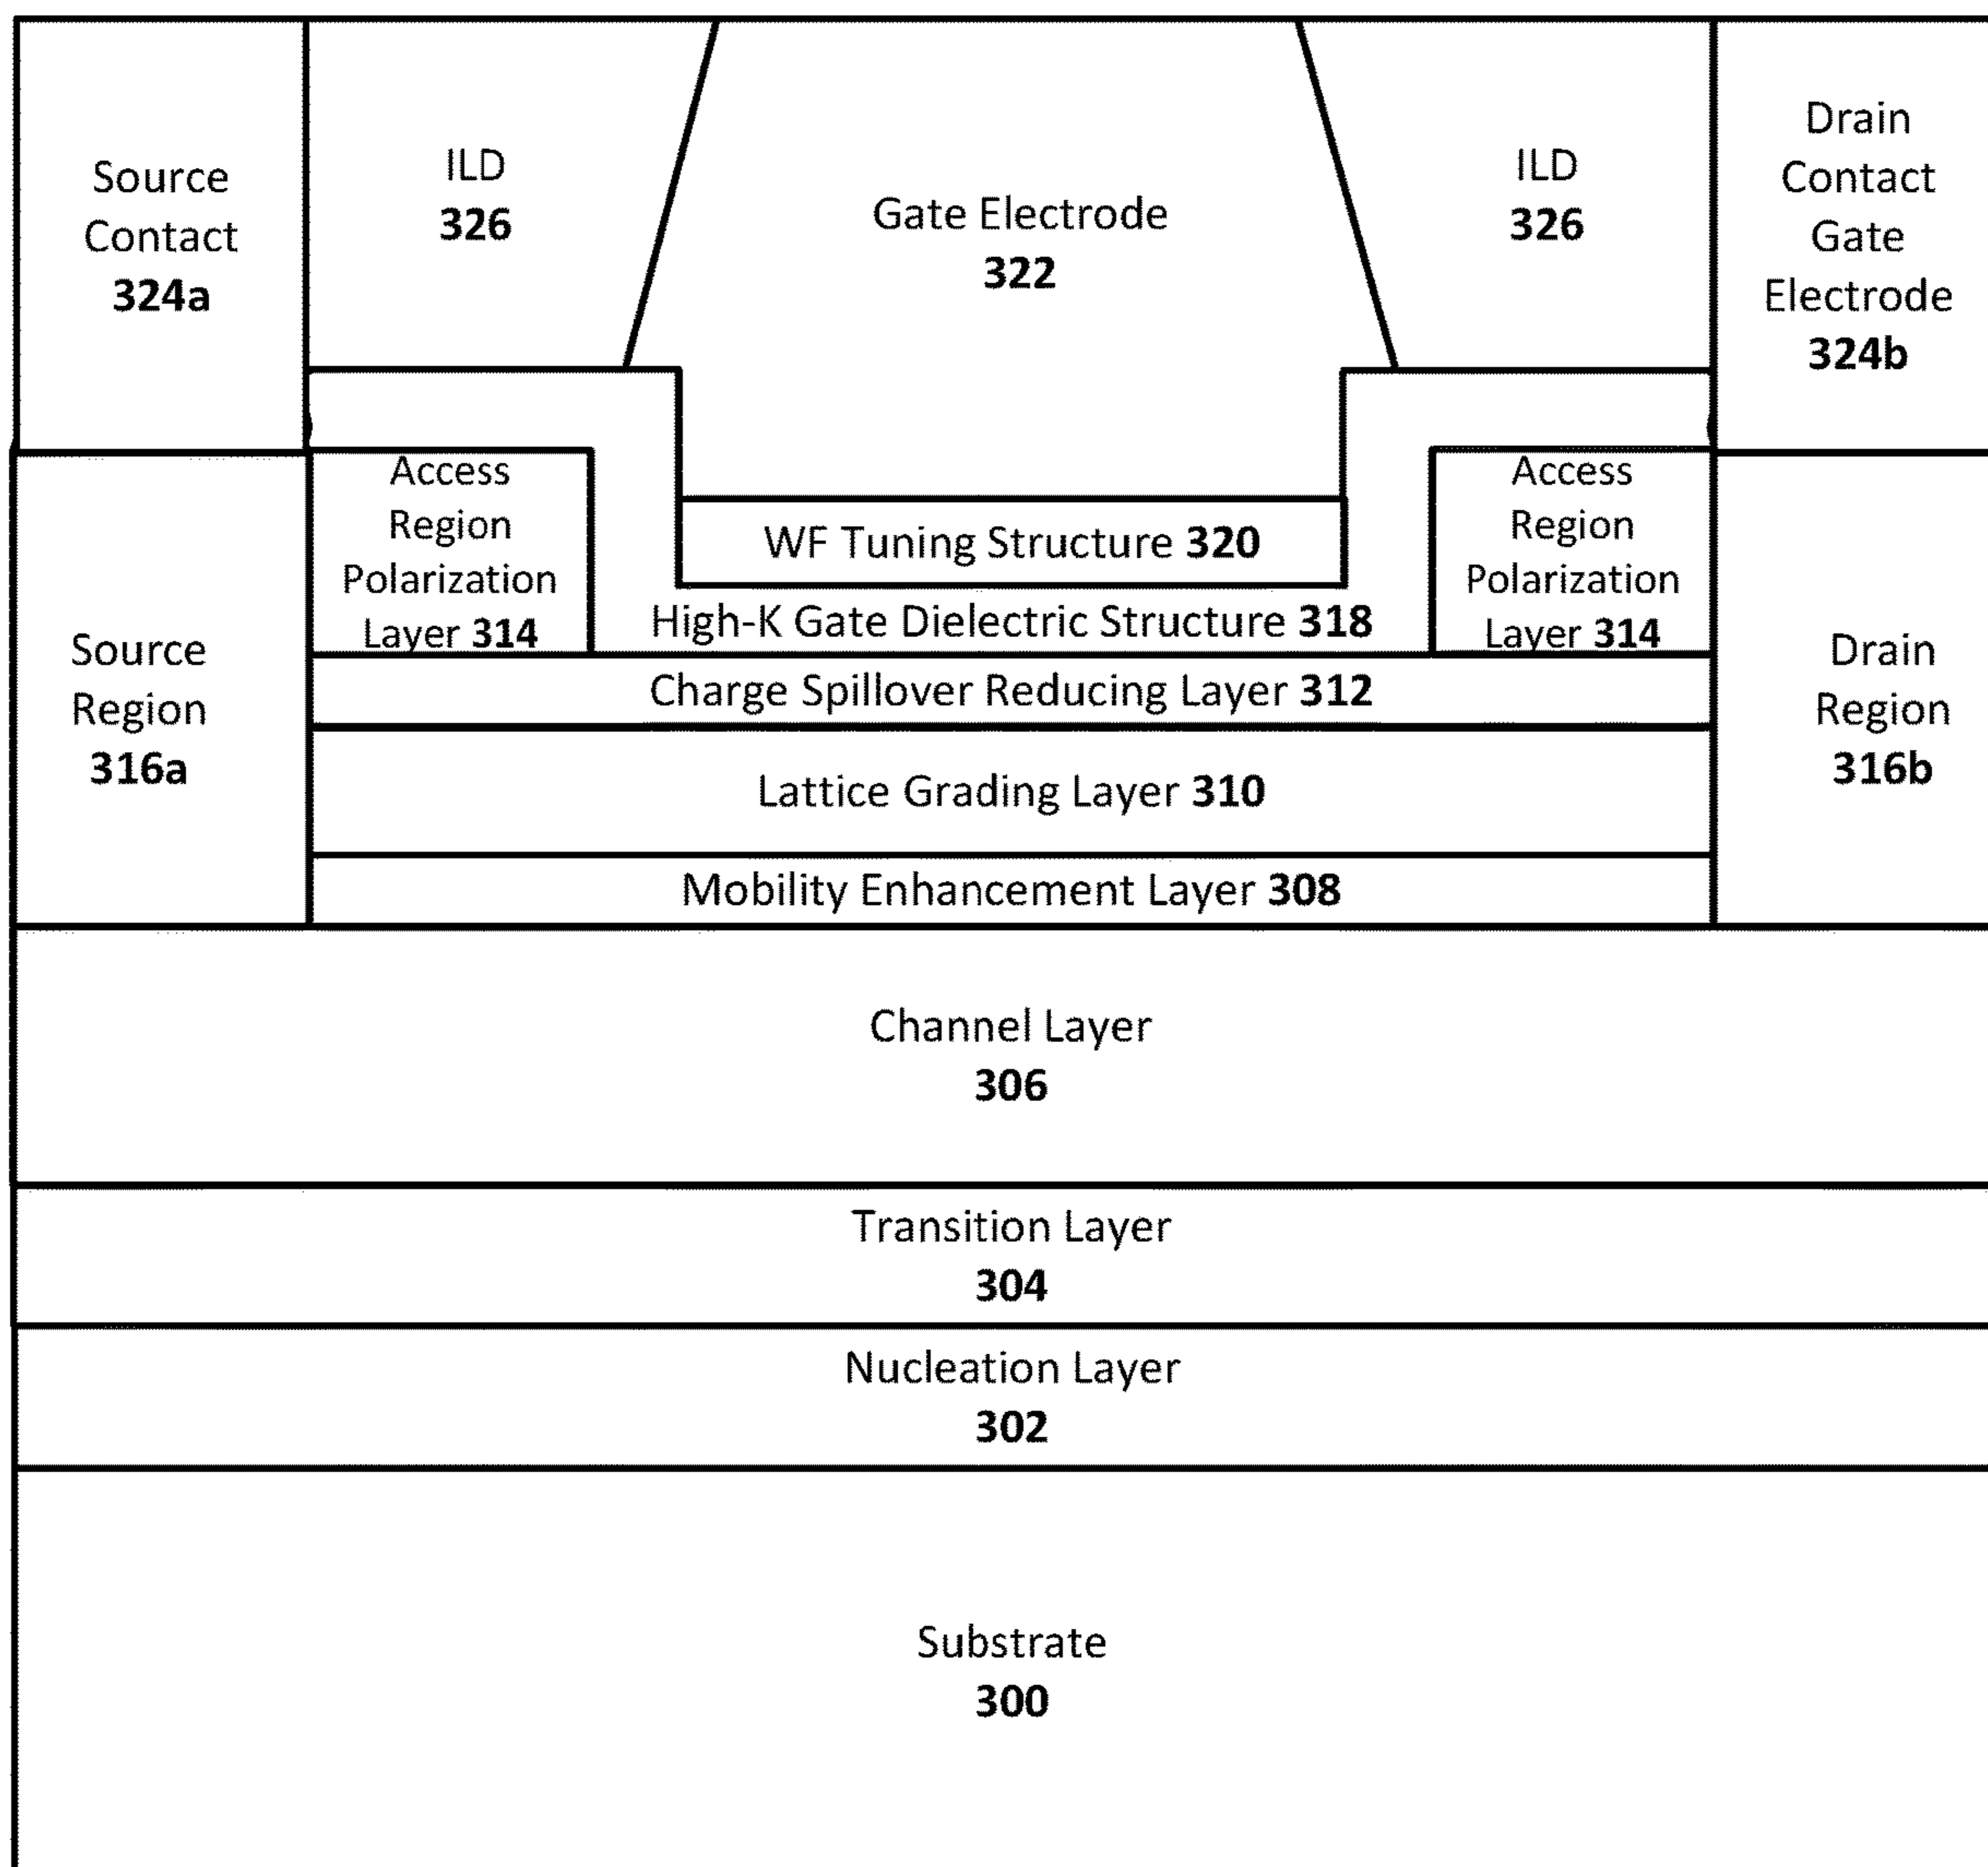 Source
Contact
324a
ILD
326
Gate Electrode
322
ILD
326
Drain
Contact
Gate
Electrode
324b
Access
Region
Polarization
Layer 314
WF Tuning Structure 320
High-K Gate Dielectric Structure 318
Access
Region
Polarization
Layer 314
Source
Region
316a
Charge Spillover Reducing Layer 312
Lattice Grading Layer 310
Mobility Enhancement Layer 308
Drain
Region
316b
Channel Layer
306
Transition Layer
304
Nucleation Layer
302
Substrate
300